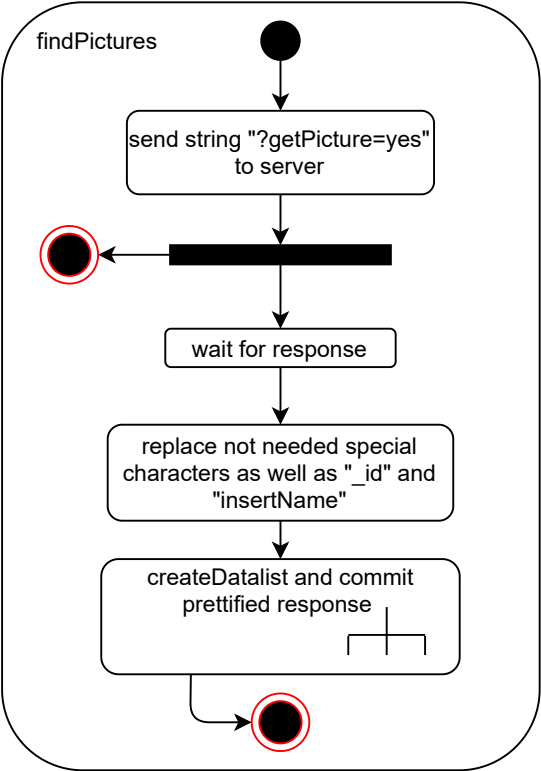 findPictures
send string "?getPicture=yes"
to server
wait for response
replace not needed special
characters as well as "_id" and
"insertName"
createDatalist and commit
prettified response